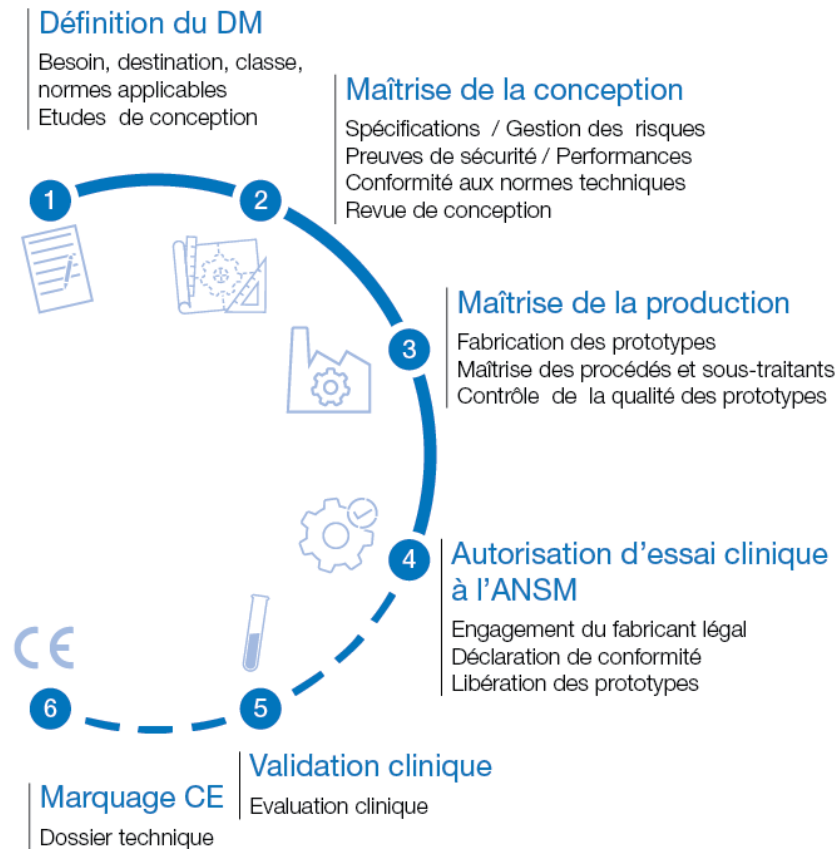 1
Définition du DM
Besoin, destination, classe,
normes applicables
Etudes de conception
2
Maîtrise de la conception
Spécifications / Gestion des risques
Preuves de sécurité / Performances
Conformité aux normes techniques
Revue de conception
3
Maîtrise de la production
Fabrication des prototypes
Maîtrise des procédés et sous-traitants
Contrôle de la qualité des prototypes
4
Autorisation d’essai clinique
à l’ANSM
Engagement du fabricant légal
Déclaration de conformité
Libération des prototypes
5
Validation clinique
Evaluation clinique
CE
6
Marquage CE
Dossier technique